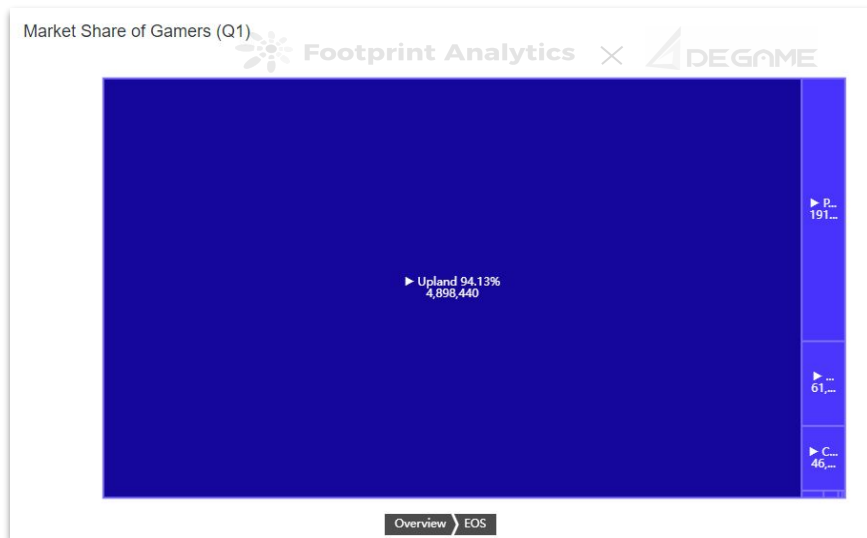 Market Share of Gamers (Q1)
Footprint Analytics × DEGAME
▶ P...
191...
▶ Upland 94.13%
4,898,440
▶ ...
61,...
▶ C...
46,...
Overview
EOS